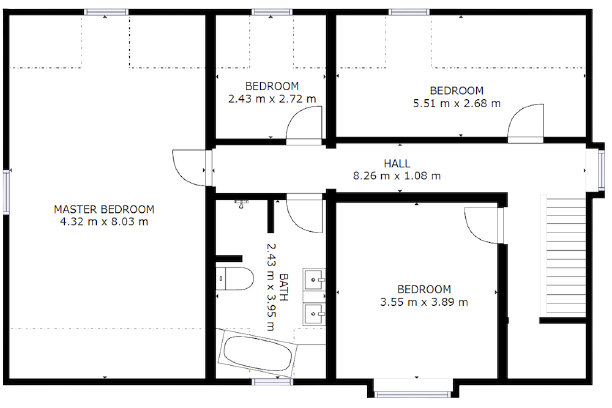 BEDROOM
2.43 m x 2.72 m
BEDROOM
5.51 m x 2.68 m
HALL
8.26 m x 1.08 m
MASTER BEDROOM
4.32 m x 8.03 m
BATH
2.43 m x 3.95 m
BEDROOM
3.55 m x 3.89 m